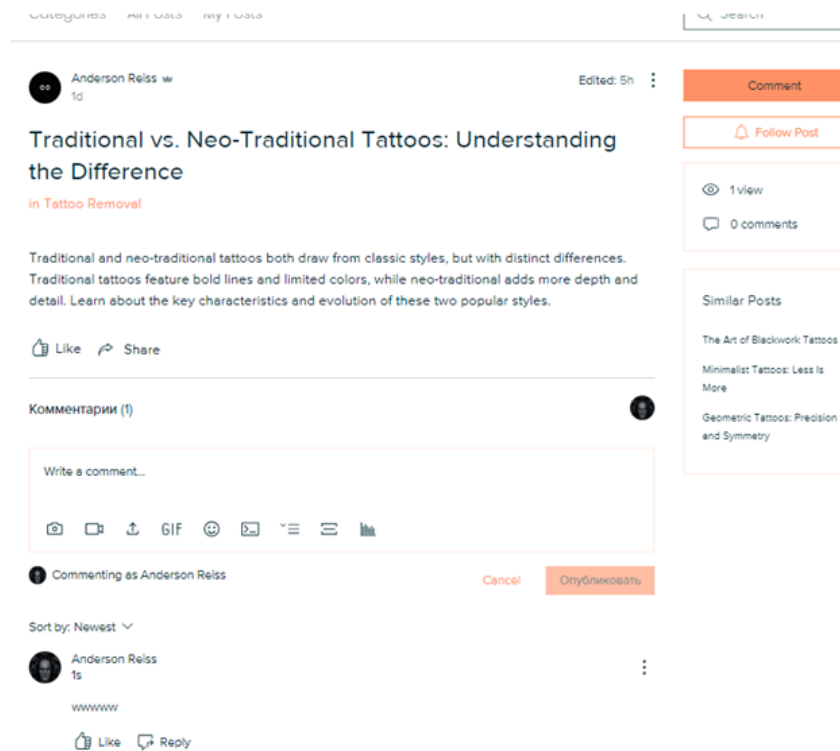 Categories All Posts My Posts
Search
Anderson Reiss
1d
Edited: 5h
Comment
Traditional vs. Neo-Traditional Tattoos: Understanding
the Difference
in Tattoo Removal
Follow Post
1 view
0 comments
Traditional and neo-traditional tattoos both draw from classic styles, but with distinct differences.
Traditional tattoos feature bold lines and limited colors, while neo-traditional adds more depth and
detail. Learn about the key characteristics and evolution of these two popular styles.
Like Share
Similar Posts
The Art of Blackwork Tattoos
Minimalist Tattoos: Less Is
More
Geometric Tattoos: Precision
and Symmetry
Комментарии (1)
Write a comment...
GIF
Commenting as Anderson Reiss
Cancel Опубликовать
Sort by: Newest
Anderson Reiss
1s
wwwww
Like Reply